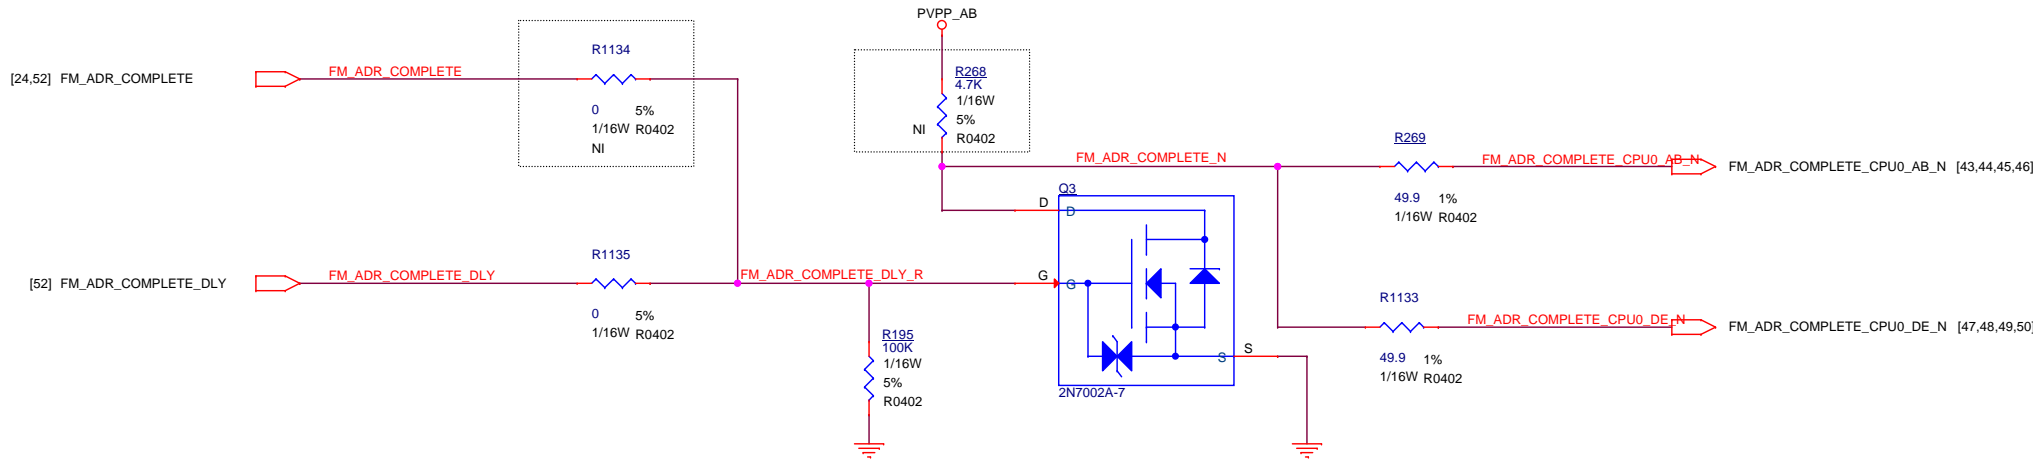 PVPP_AB
R1134
[24,52] FM_ADR_COMPLETE
FM_ADR_COMPLETE
0 5%
1/16W R0402
NI
R268
4.7K
1/16W
5%
R0402
NI
FM_ADR_COMPLETE_N
R269
49.9 1%
1/16W R0402
FM_ADR_COMPLETE_CPU0_AB_N
FM_ADR_COMPLETE_CPU0_AB_N [43,44,45,46]
Q3
D
D
G
G
S
S
2N7002A-7
R1135
[52] FM_ADR_COMPLETE_DLY
FM_ADR_COMPLETE_DLY
0 5%
1/16W R0402
FM_ADR_COMPLETE_DLY_R
R195
100K
1/16W
5%
R0402
R1133
49.9 1%
1/16W R0402
FM_ADR_COMPLETE_CPU0_DE_N
FM_ADR_COMPLETE_CPU0_DE_N [47,48,49,50]